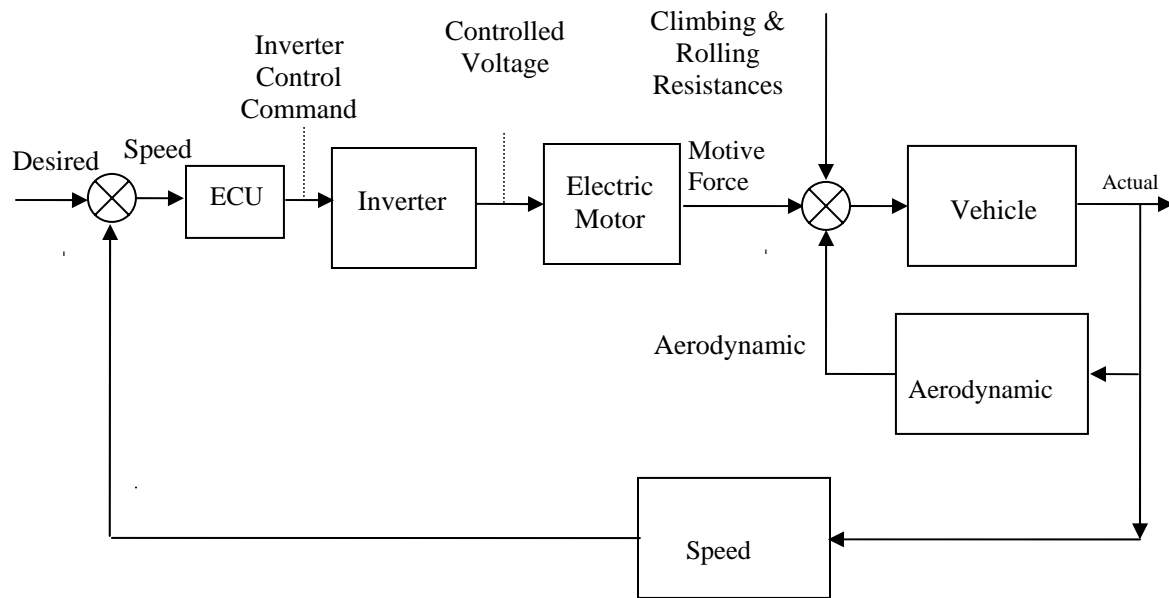 Climbing &
Rolling
Resistances
Inverter
Control
Command
Controlled
Voltage
Desired
Speed
ECU
Inverter
Electric
Motor
Motive
Force
Vehicle
Actual
Aerodynamic
Aerodynamic
Speed